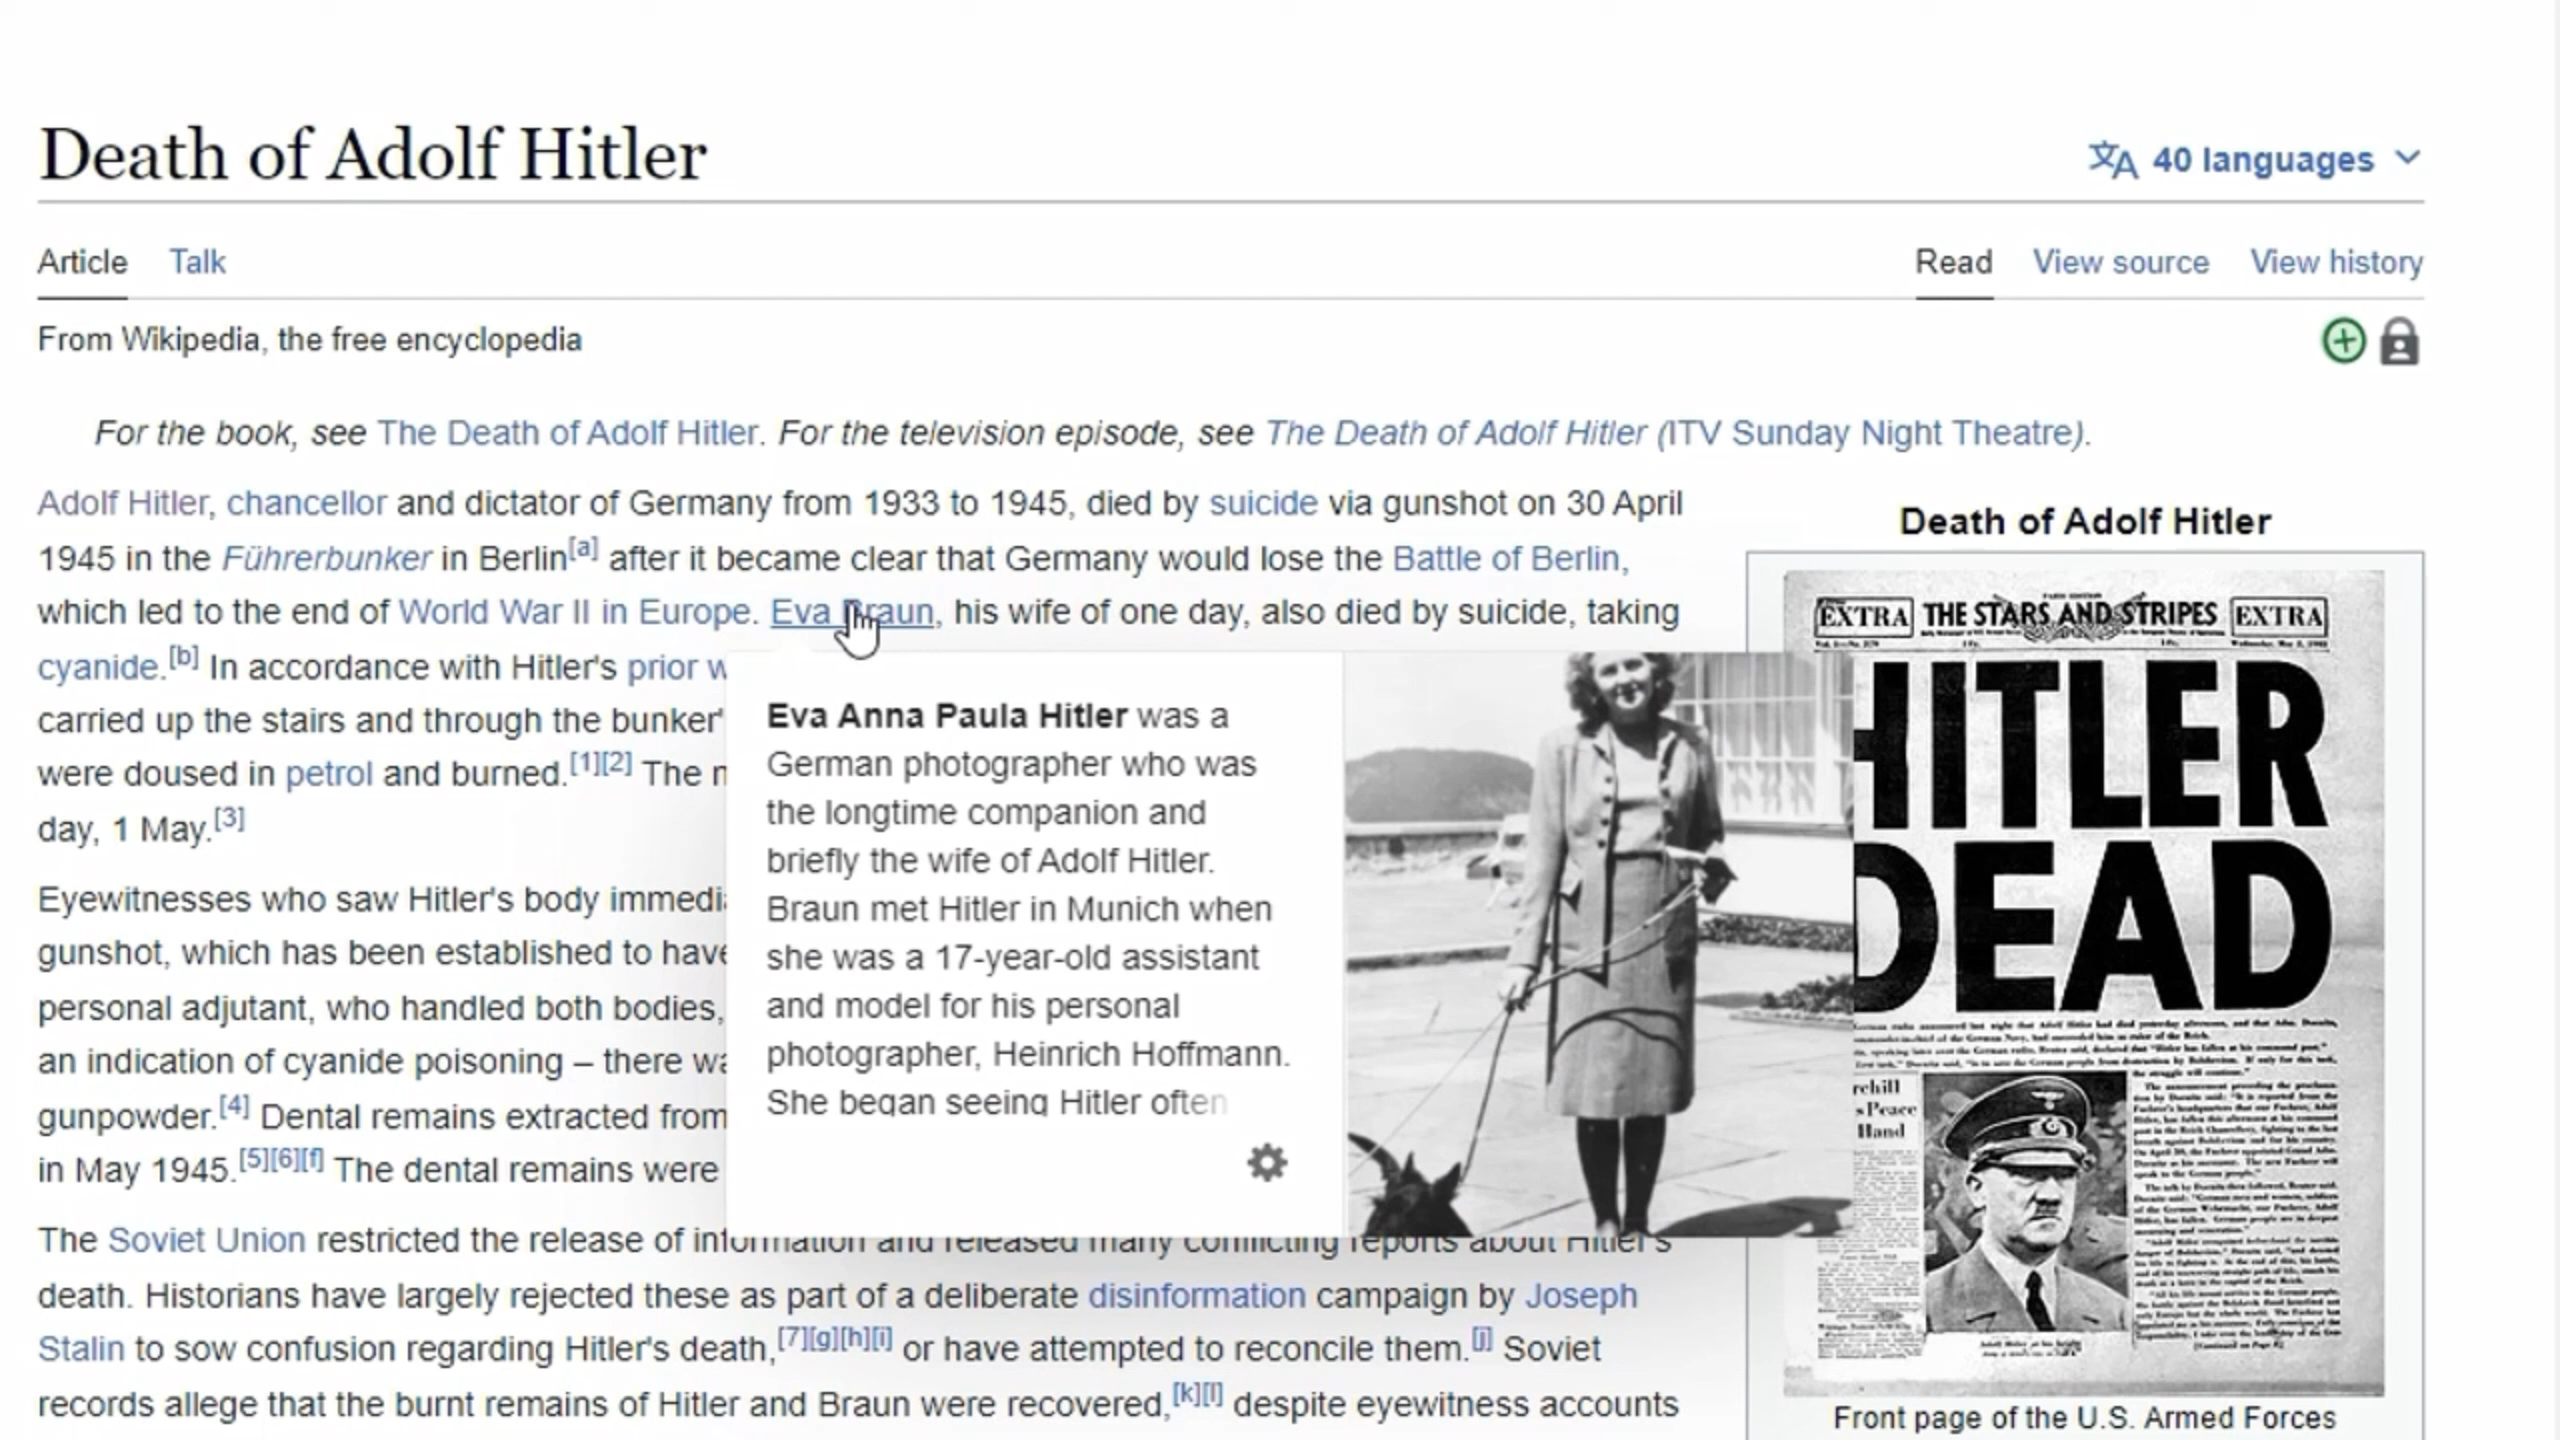 Death of Adolf Hitler
40 languages
Article Talk
Read View source View history
From Wikipedia, the free encyclopedia
For the book, see The Death of Adolf Hitler. For the television episode, see The Death of Adolf Hitler (ITV Sunday Night Theatre).
Adolf Hitler, chancellor and dictator of Germany from 1933 to 1945, died by suicide via gunshot on 30 April
1945 in the Führerbunker in Berlin[a] after it became clear that Germany would lose the Battle of Berlin,
which led to the end of World War II in Europe. Eva Braun, his wife of one day, also died by suicide, taking
cyanide.[b] In accordance with Hitler's prior w
carried up the stairs and through the bunker'
were doused in petrol and burned.[1][2] The
day, 1 May.[3]
Eyewitnesses who saw Hitler's body immedi
gunshot, which has been established to have
personal adjutant, who handled both bodies,
an indication of cyanide poisoning – there wa
gunpowder.[4] Dental remains extracted from
in May 1945.[5][6][f] The dental remains were
The Soviet Union restricted the release of information and released many conflicting reports about Hitler's
death. Historians have largely rejected these as part of a deliberate disinformation campaign by Joseph
Stalin to sow confusion regarding Hitler's death,[7][g][h][i] or have attempted to reconcile them.[j] Soviet
records allege that the burnt remains of Hitler and Braun were recovered,[k][l] despite eyewitness accounts
Eva Anna Paula Hitler was a
German photographer who was
the longtime companion and
briefly the wife of Adolf Hitler.
Braun met Hitler in Munich when
she was a 17-year-old assistant
and model for his personal
photographer, Heinrich Hoffmann.
She began seeing Hitler often
Death of Adolf Hitler
EXTRA THE STARS AND STRIPES EXTRA
HITLER
DEAD
rchill
s Peace
Hand
Front page of the U.S. Armed Forces